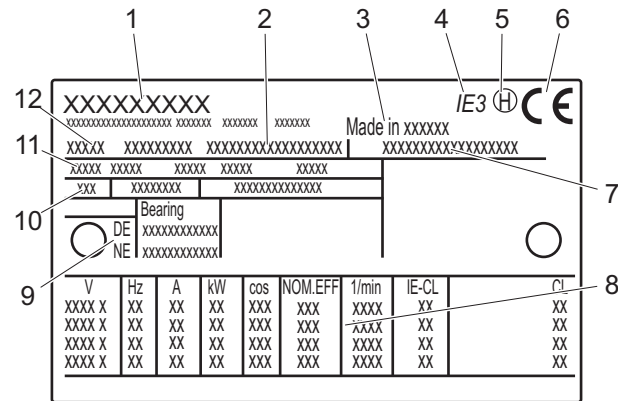 1 2 3 4 5 6
XXXXXXXXX IE3 H CE
XXXXXXXXXXXXXXXXXXXX XXXXXXX XXXXXXX XXXXXXX
Made in xxxxxx
12 XXXXX XXXXXXXXX XXXXXXXXXXXXXXXXXX XXXXXXXXXXXXXXXXXX
11 XXXXX XXXXX XXXXX XXXXX XXXXX 7
10 XXX XXXXXXXX XXXXXXXXXXXXXX
Bearing
DE XXXXXXXXXXXX
NE XXXXXXXXXXXX
9
V Hz A kW cos NOM.EFF 1/min IE-CL CL 8
XXXX X XX XX XX XXX XXX XXXX XX XX
XXXX X XX XX XX XXX XXX XXXX XX XX
XXXX X XX XX XX XXX XXX XXXX XX XX
XXXX X XX XX XX XXX XXX XXXX XX XX